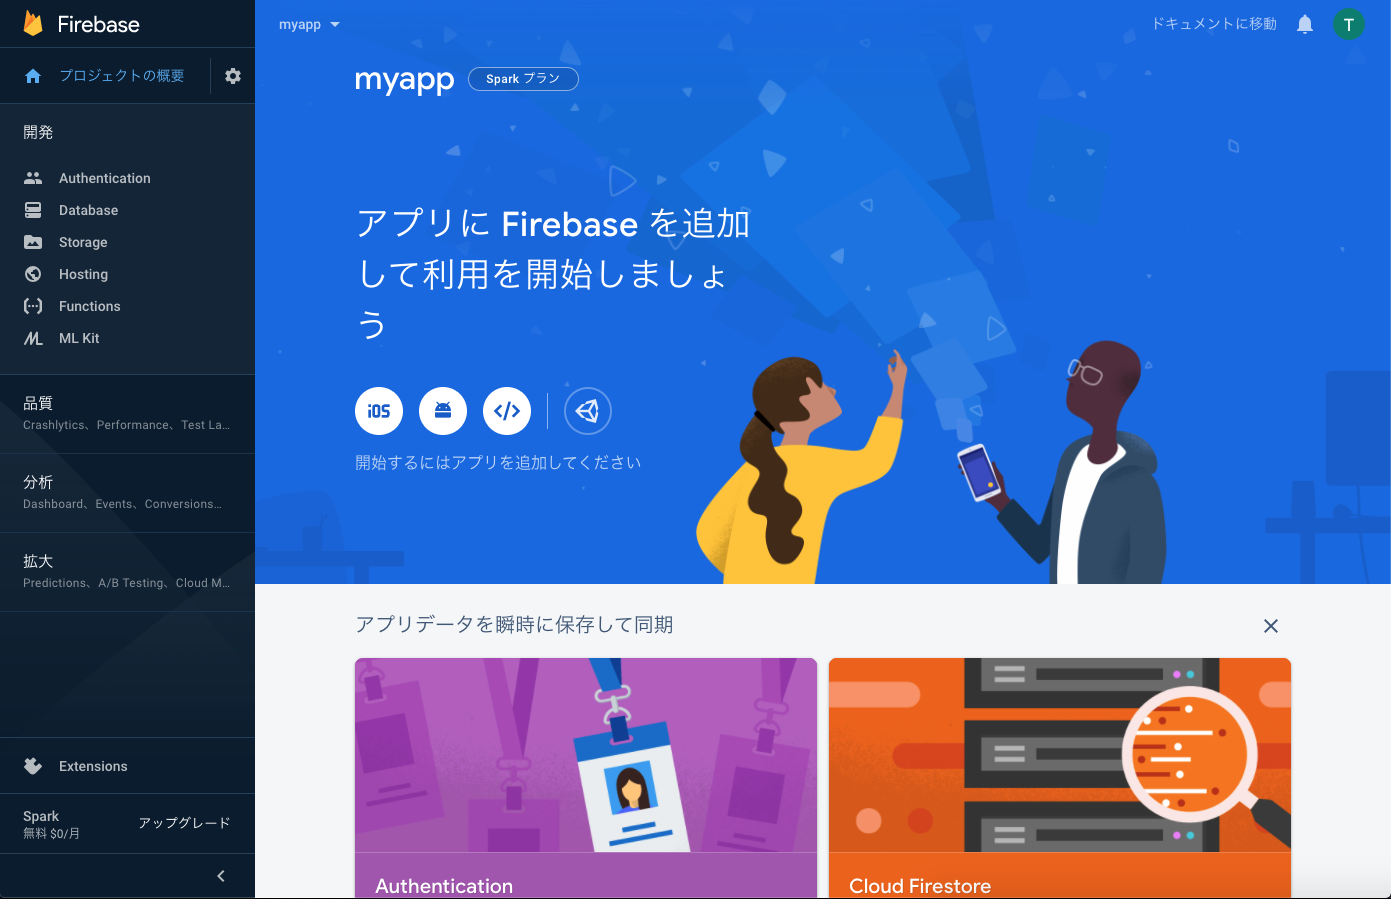 Firebase
プロジェクトの概要
開発
Authentication
Database
Storage
Hosting
Functions
ML Kit
品質
Crashlytics、Performance、Test La…
分析
Dashboard、Events、Conversions…
拡大
Predictions、A/B Testing、Cloud M…
Extensions
Spark
無料 $0/月
アップグレード
myapp
ドキュメントに移動
T
myapp
Spark プラン
アプリに Firebase を追加
して利用を開始しましょ
う
iOS
開始するにはアプリを追加してください
アプリデータを瞬時に保存して同期
Authentication
Cloud Firestore